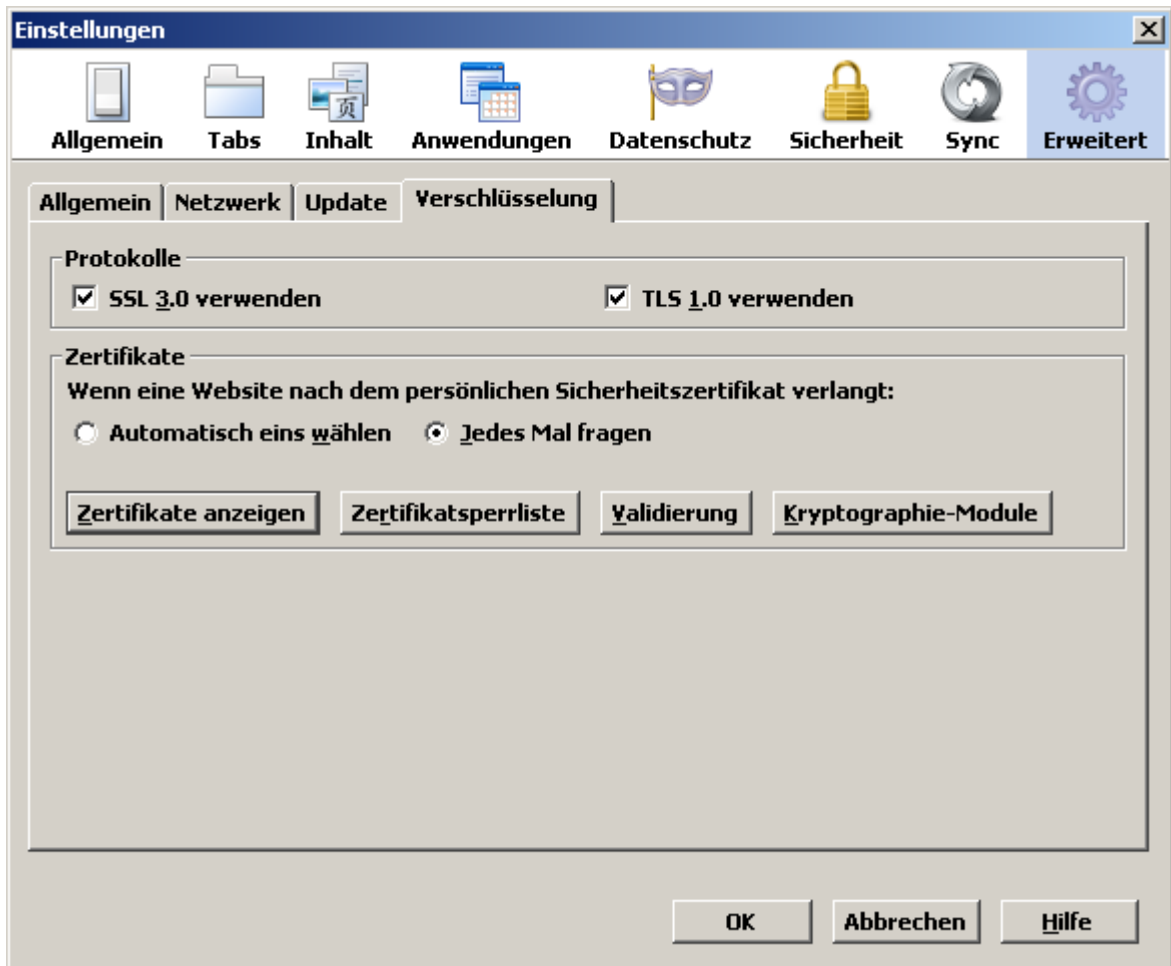 Einstellungen
页
Allgemein Tabs Inhalt Anwendungen Datenschutz Sicherheit Sync Erweitert
Allgemein Netzwerk Update Verschlüsselung
Protokolle
SSL 3.0 verwenden TLS 1.0 verwenden
Zertifikate
Wenn eine Website nach dem persönlichen Sicherheitszertifikat verlangt:
Automatisch eins wählen Jedes Mal fragen
Zertifikate anzeigen Zertifikatsperrliste Validierung Kryptographie-Module
OK Abbrechen Hilfe